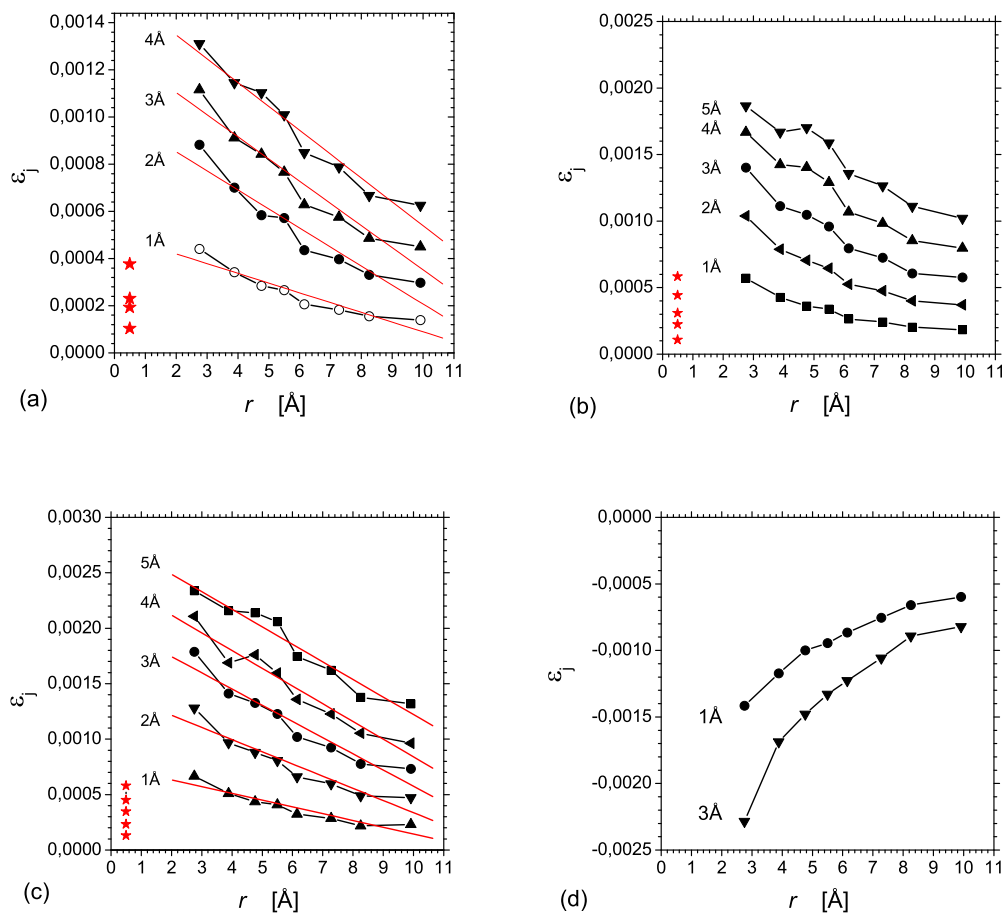 0,0014
0,0012
0,0010
0,0008
0,0006
0,0004
0,0002
0,0000
εj
4Å
3Å
2Å
1Å
0 1 2 3 4 5 6 7 8 9 10 11
(a)
r [Å]
0,0025
0,0020
0,0015
0,0010
0,0005
0,0000
εj
5Å
4Å
3Å
2Å
1Å
0 1 2 3 4 5 6 7 8 9 10 11
(b)
r [Å]
0,0030
0,0025
0,0020
0,0015
0,0010
0,0005
0,0000
εj
5Å
4Å
3Å
2Å
1Å
0 1 2 3 4 5 6 7 8 9 10 11
(c)
r [Å]
0,0000
-0,0005
-0,0010
-0,0015
-0,0020
-0,0025
εj
1Å
3Å
0 1 2 3 4 5 6 7 8 9 10 11
(d)
r [Å]